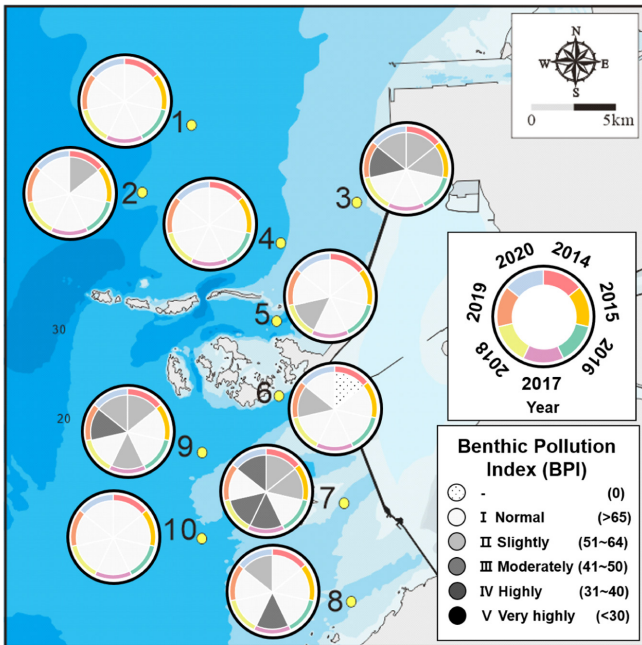 N
W E
S
0 5km
1
2
3
4
5
6
7
8
9
10
30
20
2020 2014
2019 2015
2018 2016
2017
Year
Benthic Pollution
Index (BPI)
- (0)
I Normal (>65)
II Slightly (51~64)
III Moderately (41~50)
IV Highly (31~40)
V Very highly (<30)